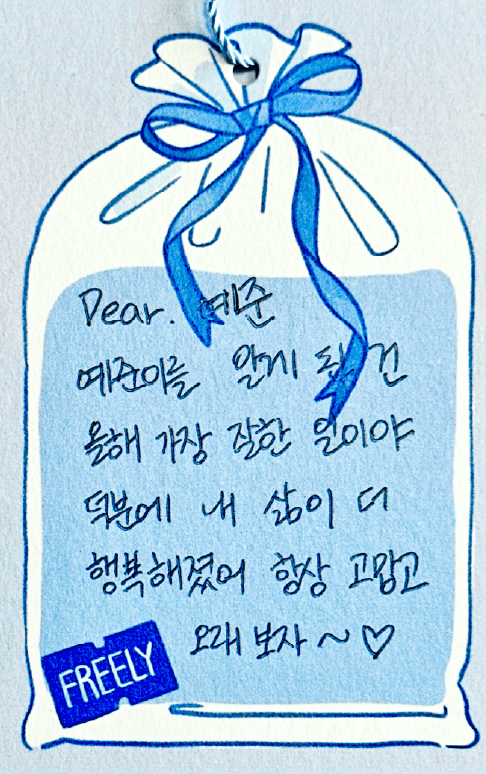 Dear. 예준
예준이를 알게 된 건
올해 가장 잘한 일이야
덕분에 내 삶이 더
행복해졌어 항상 고맙고
오래 보자 ~ ♡
FREELY